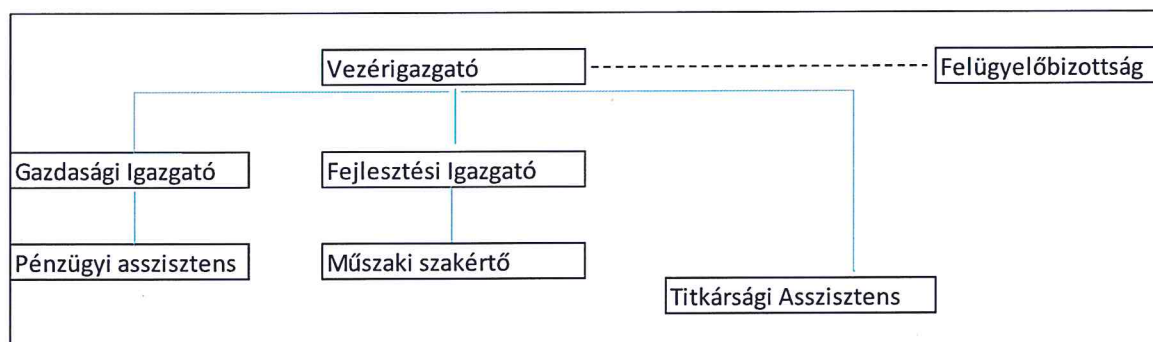 Vezérigazgató
Felügyelőbizottság
Gazdasági Igazgató
Fejlesztési Igazgató
Pénzügyi asszisztens
Műszaki szakértő
Titkársági Asszisztens